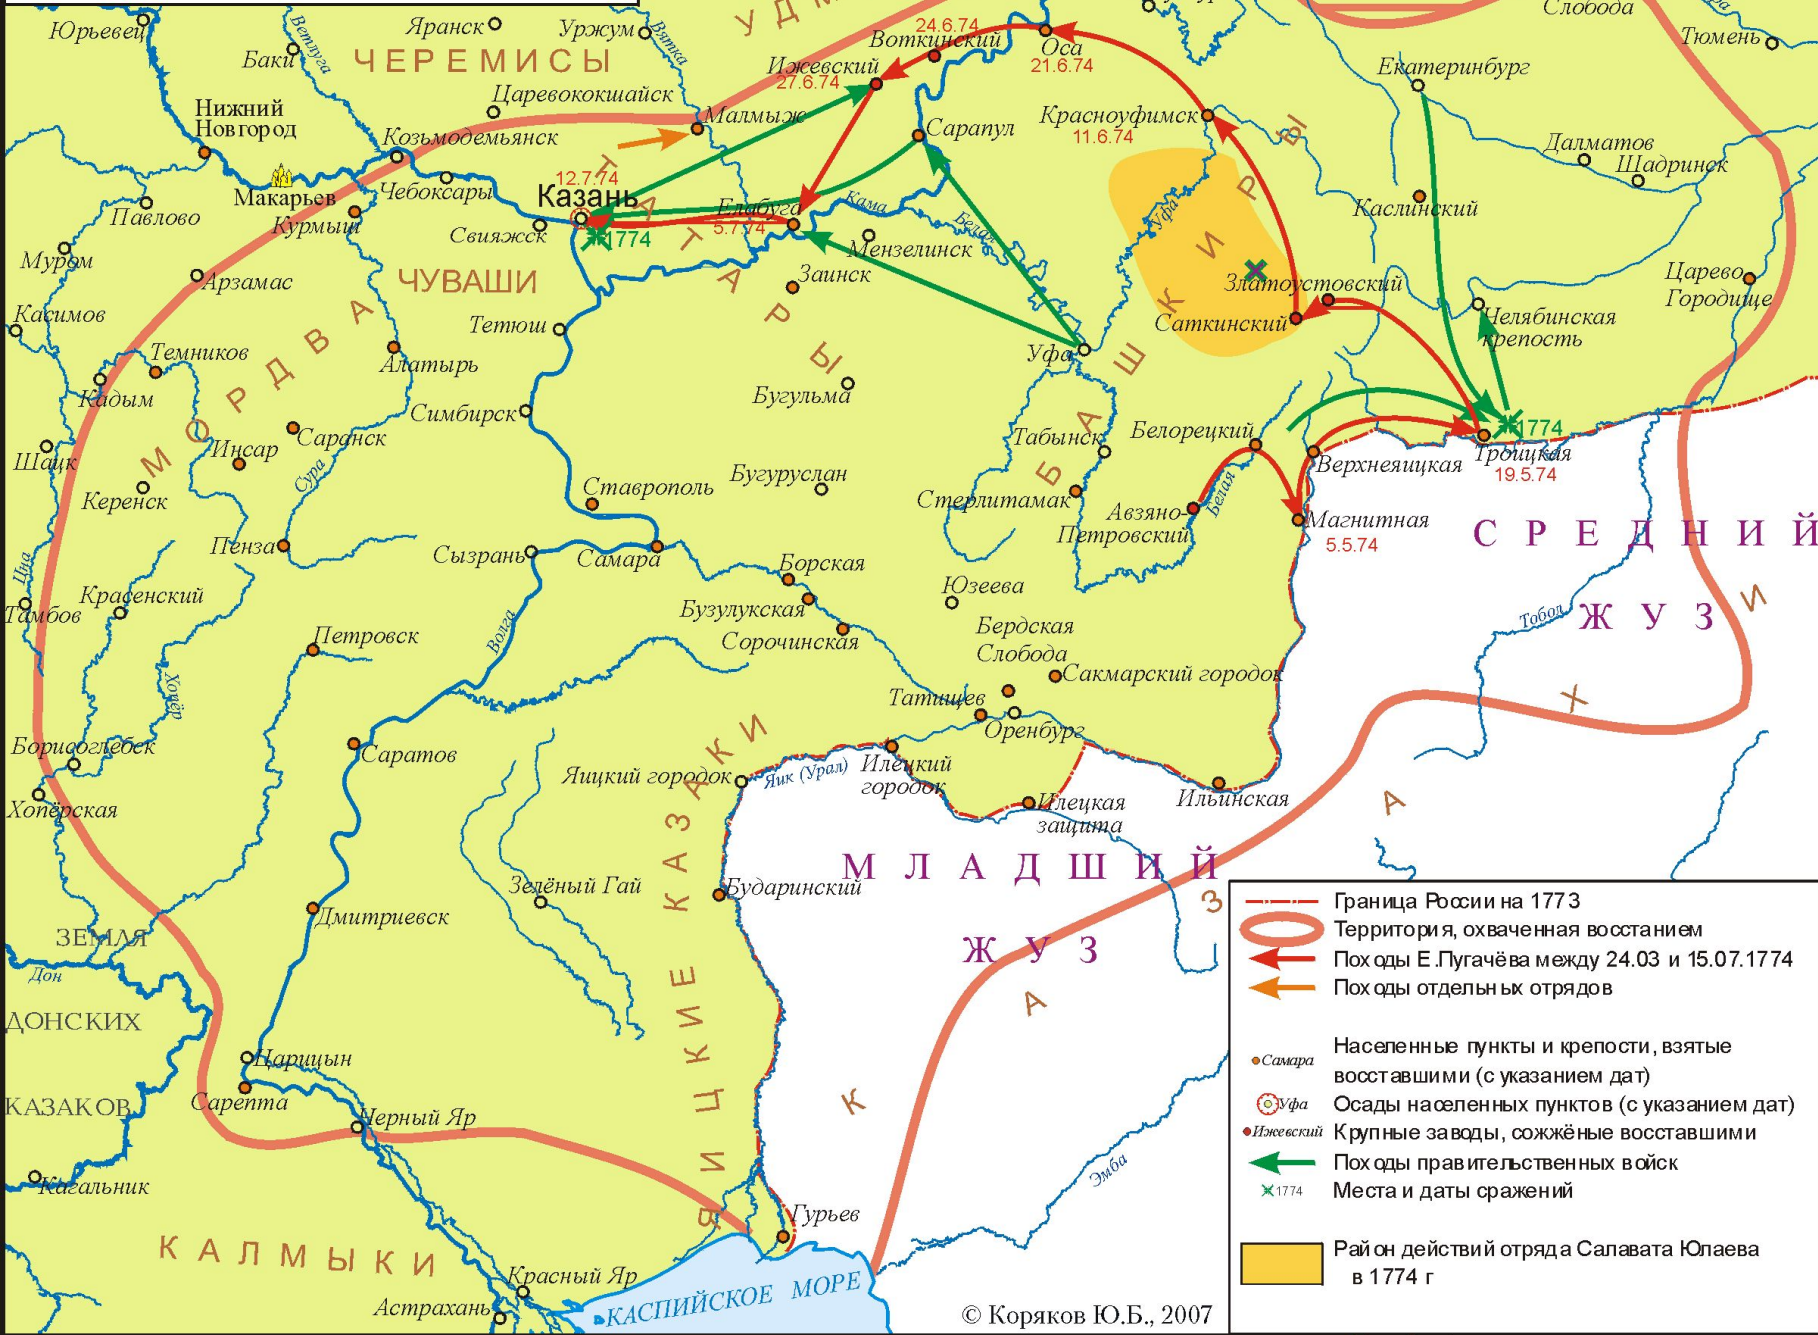 Юрьевец
Ветлуга
Яранск
Уржум
Вятка
УДМ
24.6.74
Воткинский
Оса
21.6.74
Слобода
Тюмень
Баки
ЧЕРЕМИСЫ
Ижевский
27.6.74
Екатеринбург
Нижний
Новгород
Царевококшайск
Малмыж
Сарапул
Красноуфимск
11.6.74
Козьмодемьянск
Далматов
Шадринск
Макарьев
Чебоксары
12.7.74
Казань
Елабуга
5.7.74
Кама
Белая
Уфа
Каслинский
Павлово
Курмыш
Свияжск
1774
Мензелинск
Муром
Арзамас
ЧУВАШИ
ТАТАРЫ
Заинск
БАШКИРЫ
Златоустовский
Царево
Городище
Касимов
Тетюш
Саткинский
Челябинская
крепость
Темников
МОРДВА
Алатырь
Уфа
Кадым
Симбирск
Бугульма
Инсар
Саранск
Табынск
Белорецкий
1774
Шацк
Верхнеяицкая
Троицкая
19.5.74
Керенск
Сура
Ставрополь
Бугуруслан
Стерлитамак
Авзяно-
Петровский
Белая
Магнитная
5.5.74
СРЕДНИЙ
ЖУЗ
Пенза
Сызрань
Самара
Борская
Цна
Тамбов
Красенский
Бузулукская
Сорочинская
Юзеева
Тобол
Петровск
Волга
Бердская
Слобода
Сакмарский городок
Хопёр
Татищев
Оренбург
Борисоглебск
Саратов
Яицкий городок
Яик (Урал)
Илецкий
городок
Илецкая
защита
Ильинская
Хопёрская
ЯИЦКИЕ КАЗАКИ
МЛАДШИЙ
ЖУЗ
КАЗАХИ
Зелёный Гай
Бударинский
Дмитриевск
ЗЕМЛЯ
Дон
ДОНСКИХ
КАЗАКОВ
Царицын
Сарепта
Черный Яр
Кагальник
Эмба
КАЛМЫКИ
Гурьев
Красный Яр
Астрахань
КАСПИЙСКОЕ МОРЕ
© Коряков Ю.Б., 2007
Граница России на 1773
Территория, охваченная восстанием
Походы Е.Пугачёва между 24.03 и 15.07.1774
Походы отдельных отрядов
Самара
Населенные пункты и крепости, взятые
восставшими (с указанием дат)
Уфа
Осады населенных пунктов (с указанием дат)
Ижевский
Крупные заводы, сожжёные восставшими
Походы правительственных войск
1774
Места и даты сражений
Район действий отряда Салавата Юлаева
в 1774 г